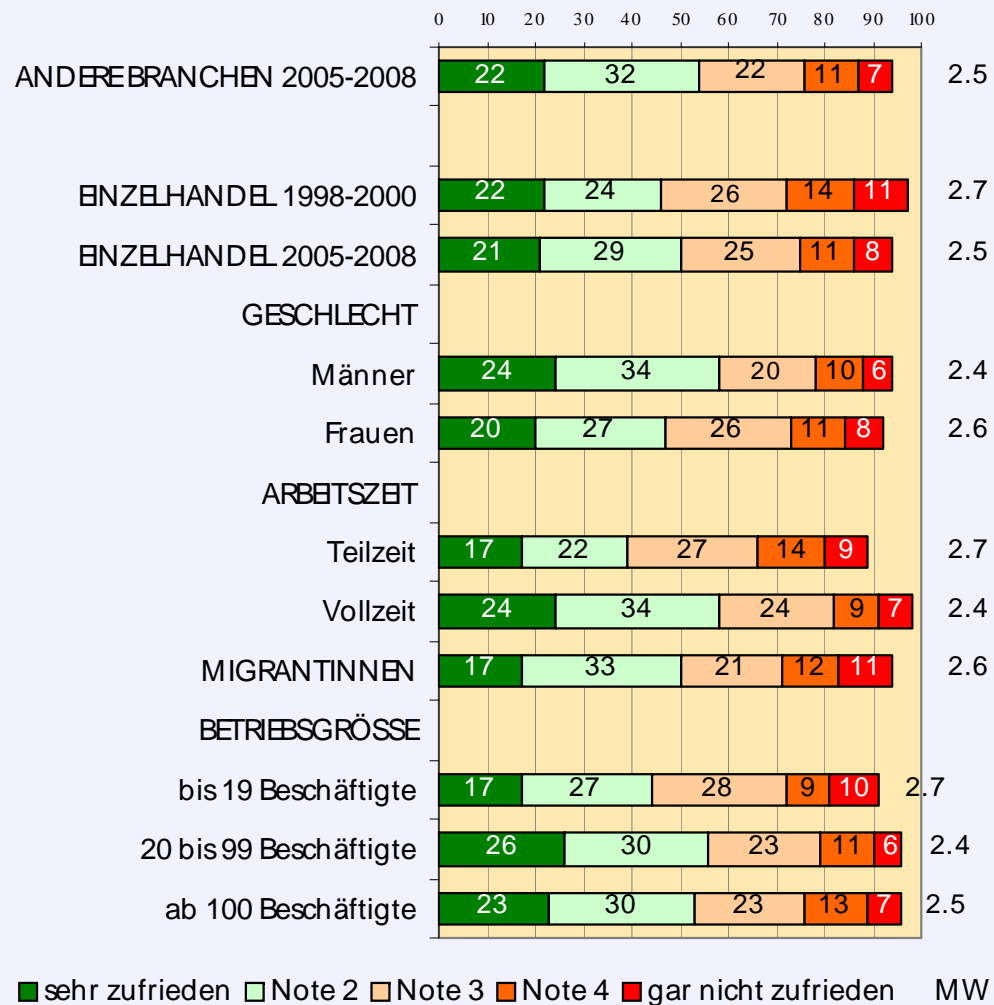 0 10 20 30 40 50 60 70 80 90 100
ANDERE BRANCHEN 2005-2008 22 32 22 11 7 2.5
EINZELHANDEL 1998-2000 22 24 26 14 11 2.7
EINZELHANDEL 2005-2008 21 29 25 11 8 2.5
GESCHLECHT
Männer 24 34 20 10 6 2.4
Frauen 20 27 26 11 8 2.6
ARBEITSZEIT
Teilzeit 17 22 27 14 9 2.7
Vollzeit 24 34 24 9 7 2.4
MIGRANTINNEN 17 33 21 12 11 2.6
BETRIEBSGRÖSSE
bis 19 Beschäftigte 17 27 28 9 10 2.7
20 bis 99 Beschäftigte 26 30 23 11 6 2.4
ab 100 Beschäftigte 23 30 23 13 7 2.5
sehr zufrieden Note 2 Note 3 Note 4 gar nicht zufrieden MW